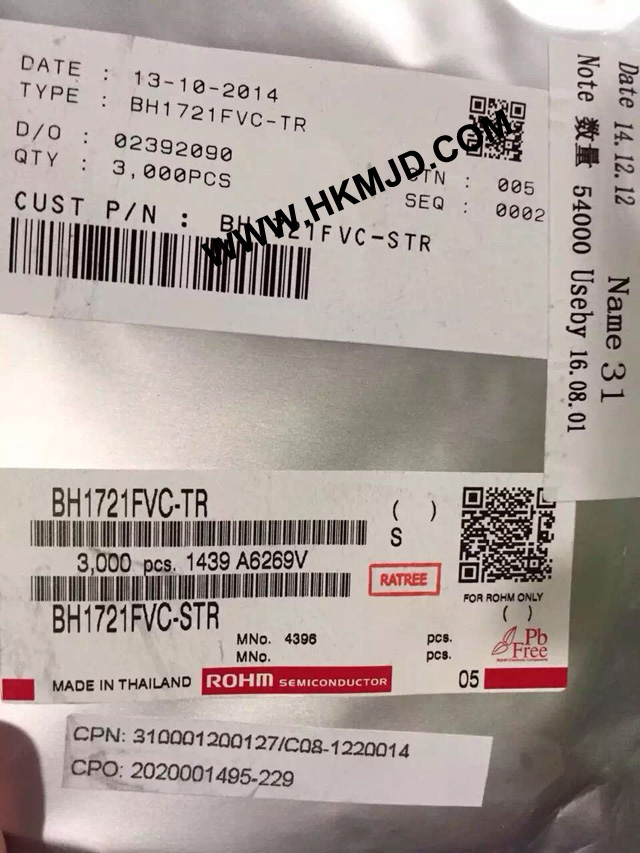 DATE : 13-10-2014
TYPE : BH1721FVC-TR
D/O : 02392090
QTY : 3,000PCS
PTN : 005
SEQ : 0002
CUST P/N : BH1721FVC-STR
WWW.HKMJD.COM
Date 14.12.12
Name 31
Note 数量 54000 Useby 16.08.01
BH1721FVC-TR
( )
S
3,000 pcs. 1439 A6269V
RATREE
BH1721FVC-STR
FOR ROHM ONLY
( )
MNo. 4396 pcs.
MNo. pcs.
Pb
Free
MADE IN THAILAND ROHM SEMICONDUCTOR 05
CPN: 310001200127/C08-1220014
CPO: 2020001495-229